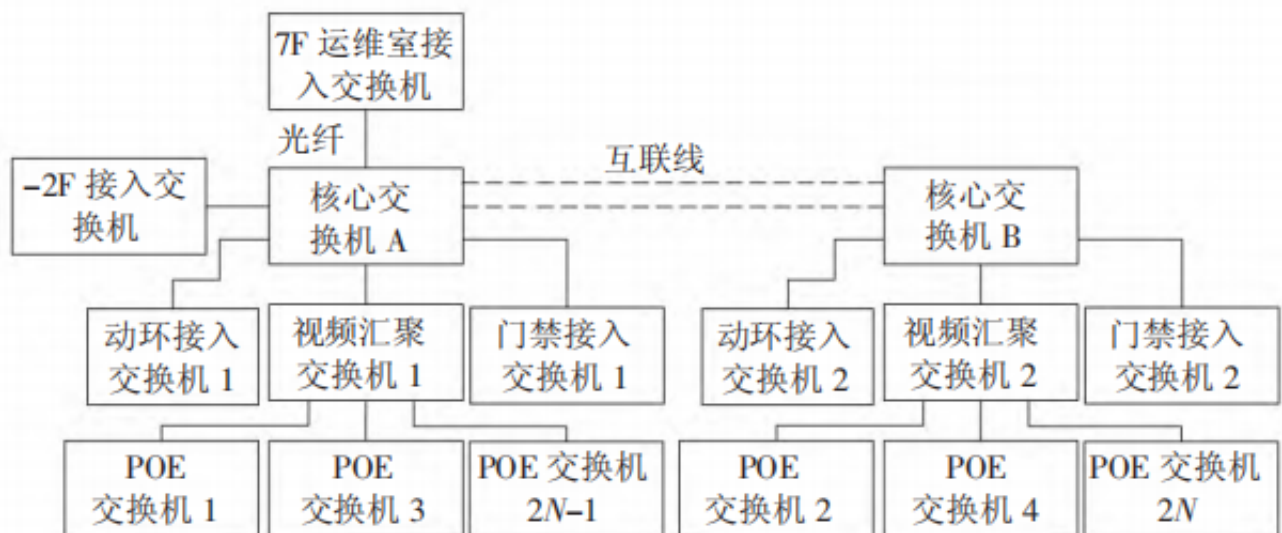 7F 运维室接
入交换机
光纤
互联线
-2F 接入交
换机
核心交
换机 A
核心交
换机 B
动环接入
交换机 1
视频汇聚
交换机 1
门禁接入
交换机 1
动环接入
交换机 2
视频汇聚
交换机 2
门禁接入
交换机 2
POE
交换机 1
POE
交换机 3
POE 交换机
2N-1
POE
交换机 2
POE
交换机 4
POE 交换机
2N